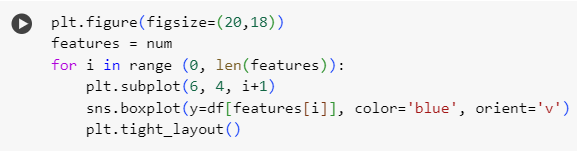 plt.figure(figsize=(20,18))
features = num
for i in range (0, len(features)):
    plt.subplot(6, 4, i+1)
    sns.boxplot(y=df[features[i]], color='blue', orient='v')
    plt.tight_layout()